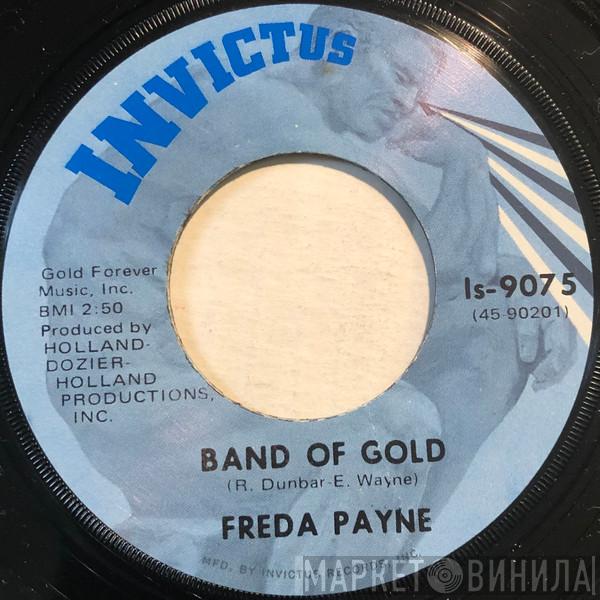 INVICTUS
Gold Forever
Music, Inc.
BMI 2:50
Produced by
HOLLAND-
DOZIER-
HOLLAND
PRODUCTIONS,
INC.
Is-9075
(45-90201)
BAND OF GOLD
(R. Dunbar-E. Wayne)
FREDA PAYNE
MFD. BY INVICTUS RECORDS, INC.
МАРКЕТ ВИНИЛА